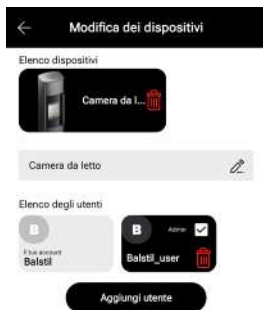 Modifica dei dispositivi
Elenco dispositivi
Camera da l...
Camera da letto
Elenco degli utenti
B
Il tuo account
Balstil
B
Admin
Balstil_user
Aggiungi utente